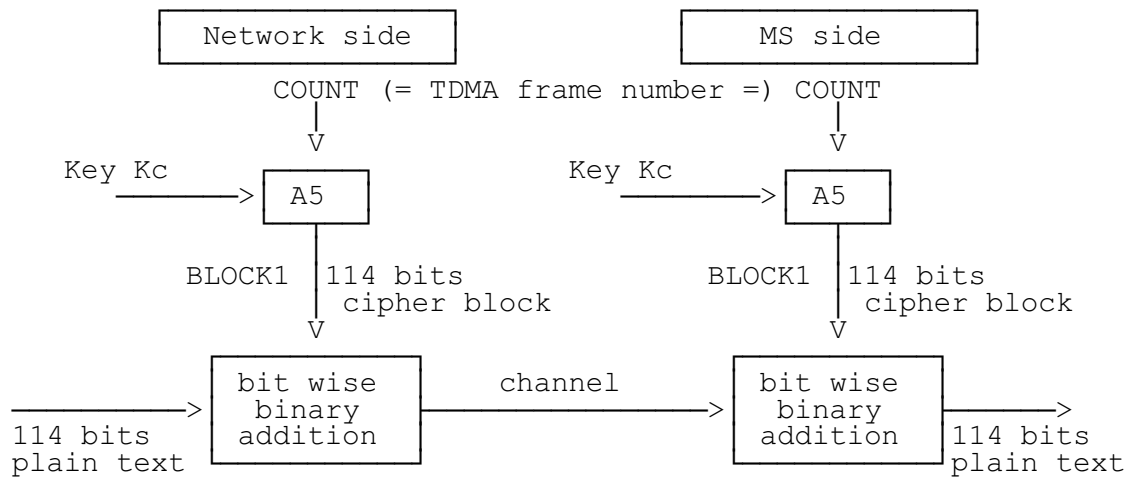 Network side MS side
COUNT (= TDMA frame number =) COUNT
V V
Key Kc Key Kc
> A5 > A5
BLOCK1 114 bits BLOCK1 114 bits
cipher block cipher block
V V
bit wise channel bit wise
> binary > binary >
114 bits addition addition 114 bits
plain text plain text